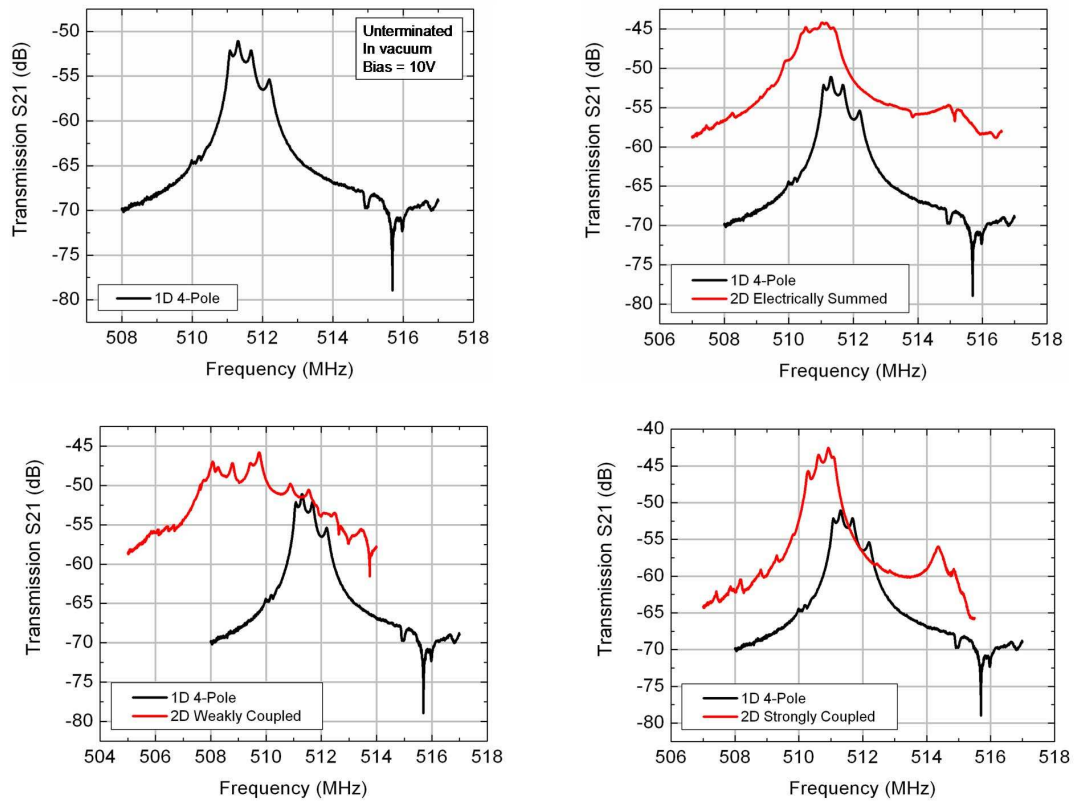 -50
-55
-60
-65
-70
-75
-80
Transmission S21 (dB)
Unterminated
In vacuum
Bias = 10V
1D 4-Pole
508 510 512 514 516 518
Frequency (MHz)
-45
-50
-55
-60
-65
-70
-75
-80
Transmission S21 (dB)
1D 4-Pole
2D Electrically Summed
508 510 512 514 516 518
Frequency (MHz)
-45
-50
-55
-60
-65
-70
-75
-80
Transmission S21 (dB)
1D 4-Pole
2D Weakly Coupled
504 506 508 510 512 514 516 518
Frequency (MHz)
-40
-45
-50
-55
-60
-65
-70
-75
-80
Transmission S21 (dB)
1D 4-Pole
2D Strongly Coupled
508 510 512 514 516 518
Frequency (MHz)